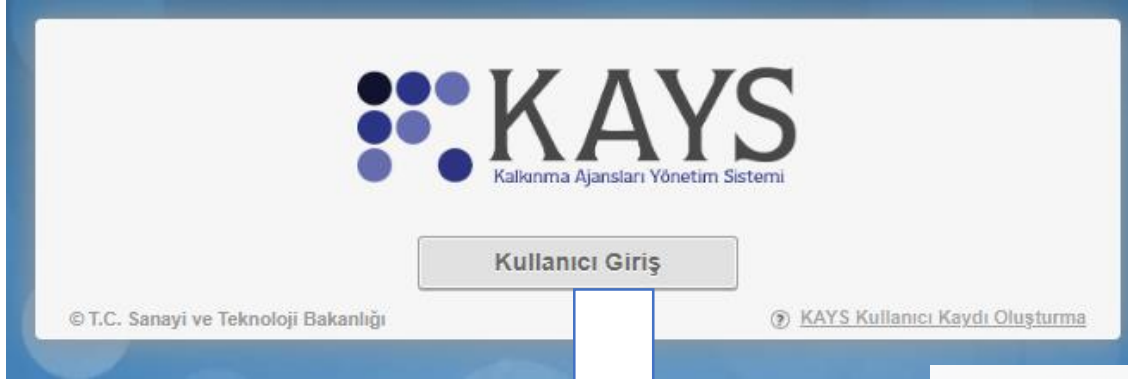 KAYS
Kalkınma Ajansları Yönetim Sistemi
Kullanıcı Giriş
© T.C. Sanayi ve Teknoloji Bakanlığı
? KAYS Kullanıcı Kaydı Oluşturma